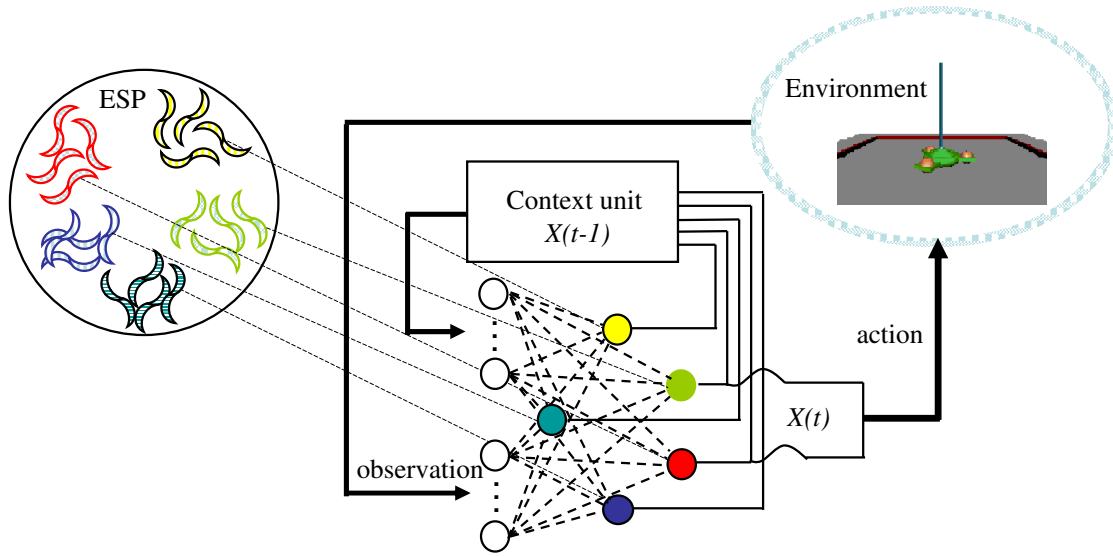 ESP
Environment
Context unit
X(t-1)
action
X(t)
observation